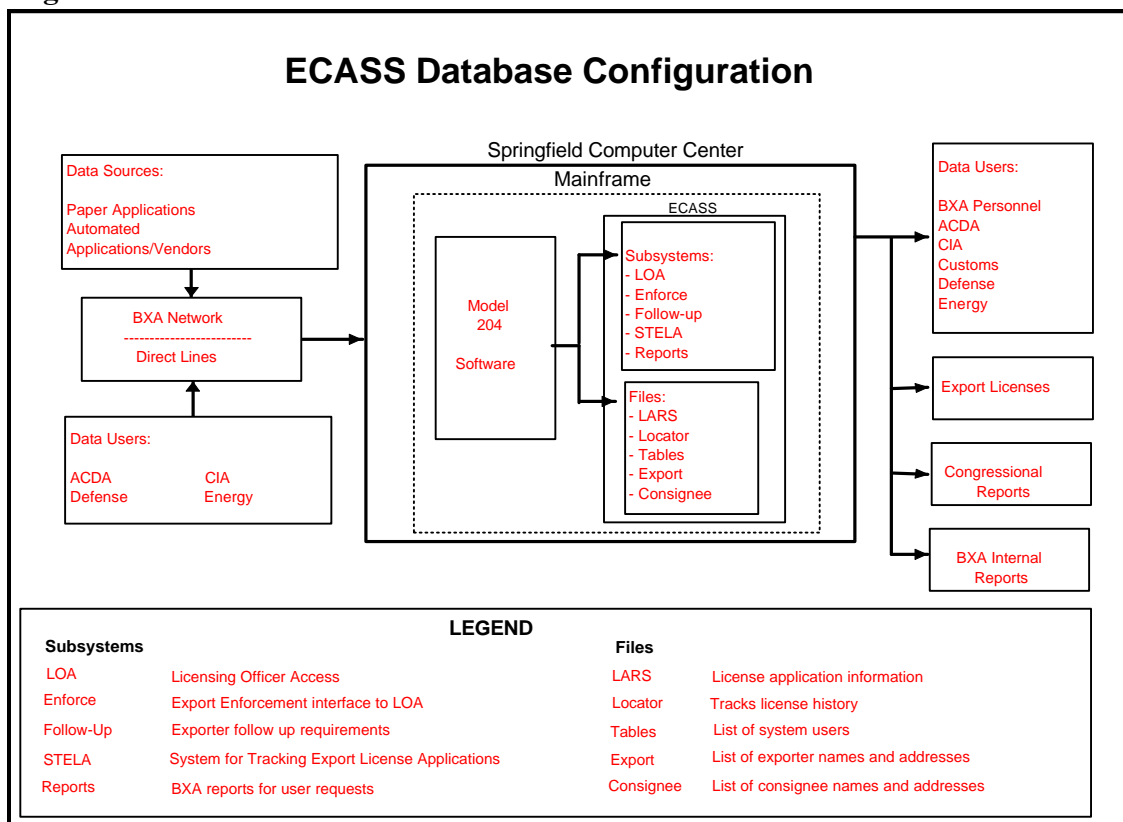 ECASS Database Configuration
Data Sources:
Paper Applications
Automated
Applications/Vendors
BXA Network
---------------------------
Direct Lines
Data Users:
ACDA CIA
Defense Energy
Springfield Computer Center
Mainframe
ECASS
Model
204
Software
Subsystems:
- LOA
- Enforce
- Follow-up
- STELA
- Reports
Files:
- LARS
- Locator
- Tables
- Export
- Consignee
Data Users:
BXA Personnel
ACDA
CIA
Customs
Defense
Energy
Export Licenses
Congressional
Reports
BXA Internal
Reports
LEGEND
Subsystems
LOA Licensing Officer Access
Enforce Export Enforcement interface to LOA
Follow-Up Exporter follow up requirements
STELA System for Tracking Export License Applications
Reports BXA reports for user requests
Files
LARS License application information
Locator Tracks license history
Tables List of system users
Export List of exporter names and addresses
Consignee List of consignee names and addresses